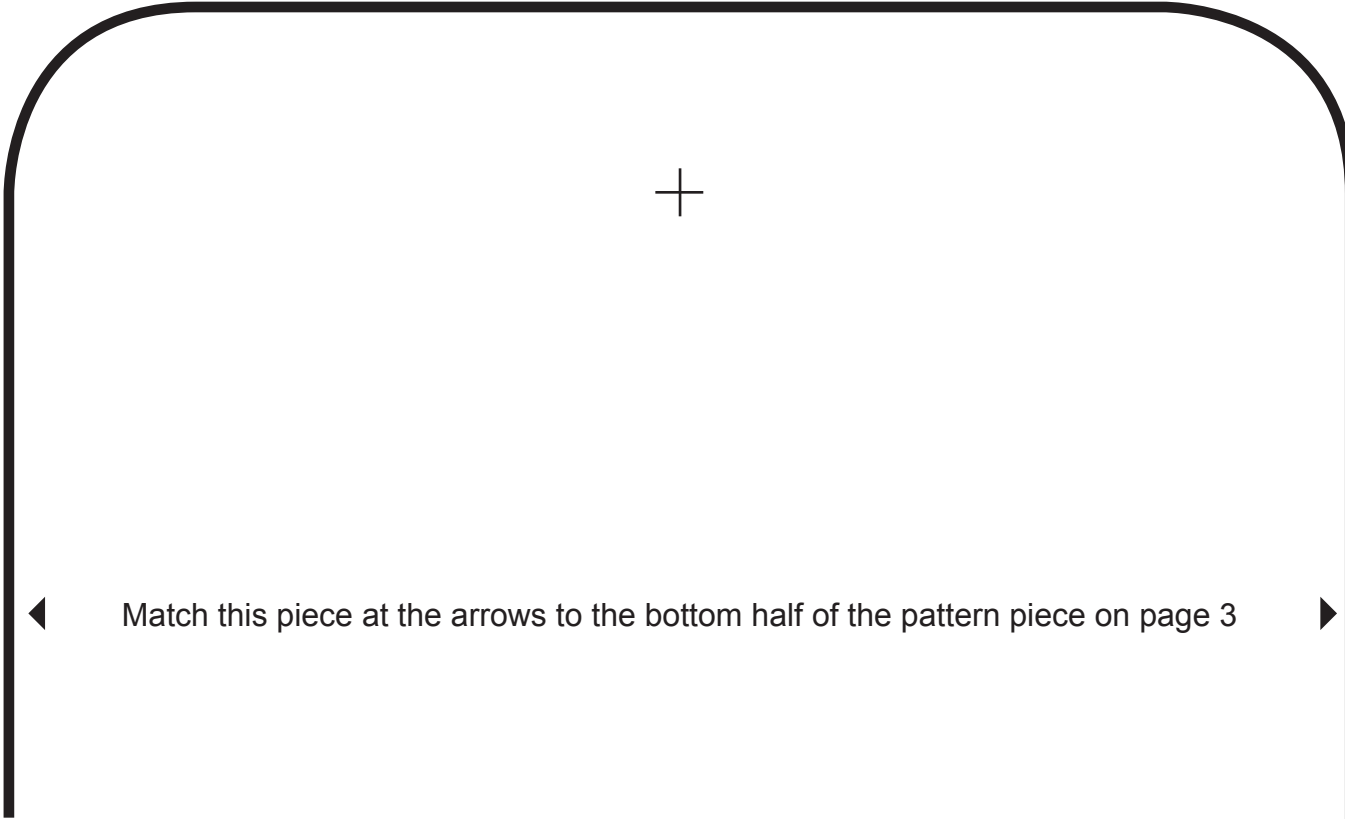 Match this piece at the arrows to the bottom half of the pattern piece on page 3